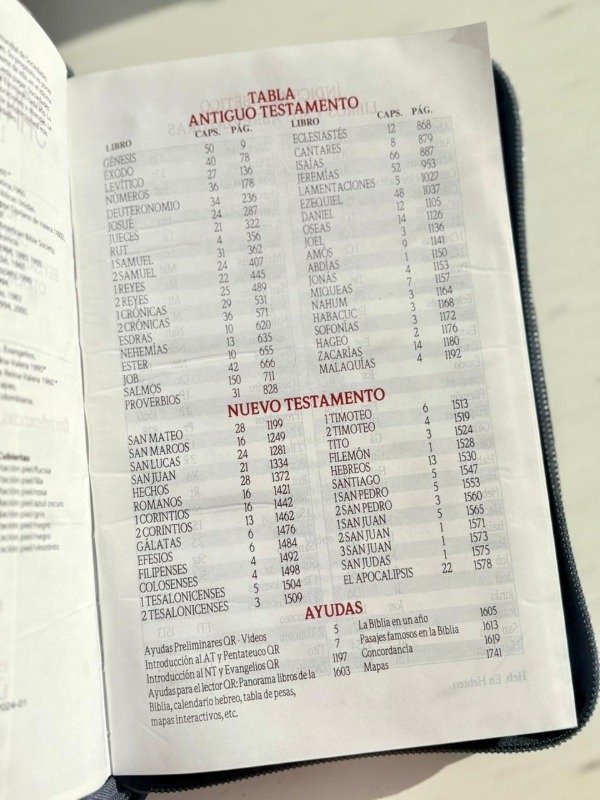 TABLA
ANTIGUO TESTAMENTO
LIBRO CAPS. PÁG.
GÉNESIS 50 9
ÉXODO 40 78
LEVÍTICO 27 136
NÚMEROS 36 178
DEUTERONOMIO 34 236
JOSUÉ 24 287
JUECES 21 322
RUT 4 356
1 SAMUEL 31 362
2 SAMUEL 24 407
1 REYES 22 445
2 REYES 25 489
1 CRÓNICAS 29 531
2 CRÓNICAS 36 571
ESDRAS 10 620
NEHEMÍAS 13 635
ESTER 10 655
JOB 42 666
SALMOS 150 711
PROVERBIOS 31 828
LIBRO CAPS. PÁG.
ECLESIASTÉS 12 868
CANTARES 8 879
ISAÍAS 66 887
JEREMÍAS 52 953
LAMENTACIONES 5 1027
EZEQUIEL 48 1037
DANIEL 12 1105
OSEAS 14 1126
JOEL 3 1136
AMÓS 9 1141
ABDÍAS 1 1150
JONÁS 4 1153
MIQUEAS 7 1157
NAHUM 3 1164
HABACUC 3 1168
SOFONÍAS 3 1172
HAGEO 2 1176
ZACARÍAS 14 1180
MALAQUÍAS 4 1192
NUEVO TESTAMENTO
SAN MATEO 28 1199
SAN MARCOS 16 1249
SAN LUCAS 24 1281
SAN JUAN 21 1334
HECHOS 28 1372
ROMANOS 16 1421
1 CORINTIOS 16 1442
2 CORINTIOS 13 1462
GÁLATAS 6 1476
EFESIOS 6 1484
FILIPENSES 4 1492
COLOSENSES 4 1498
1 TESALONICENSES 5 1504
2 TESALONICENSES 3 1509
1 TIMOTEO 6 1513
2 TIMOTEO 4 1519
TITO 3 1524
FILEMÓN 1 1528
HEBREOS 13 1530
SANTIAGO 5 1547
1 SAN PEDRO 5 1553
2 SAN PEDRO 3 1560
1 SAN JUAN 5 1565
2 SAN JUAN 1 1571
3 SAN JUAN 1 1573
SAN JUDAS 1 1575
EL APOCALIPSIS 22 1578
AYUDAS
Ayudas Preliminares QR - Videos 5
Introducción al AT y Pentateuco QR 7
Introducción al NT y Evangelios QR 1197
Ayudas para el lector QR: Panorama libros de la 1603
Biblia, calendario hebreo, tabla de pesas,
mapas interactivos, etc.
La Biblia en un año 1605
Pasajes famosos en la Biblia 1613
Concordancia 1619
Mapas 1741